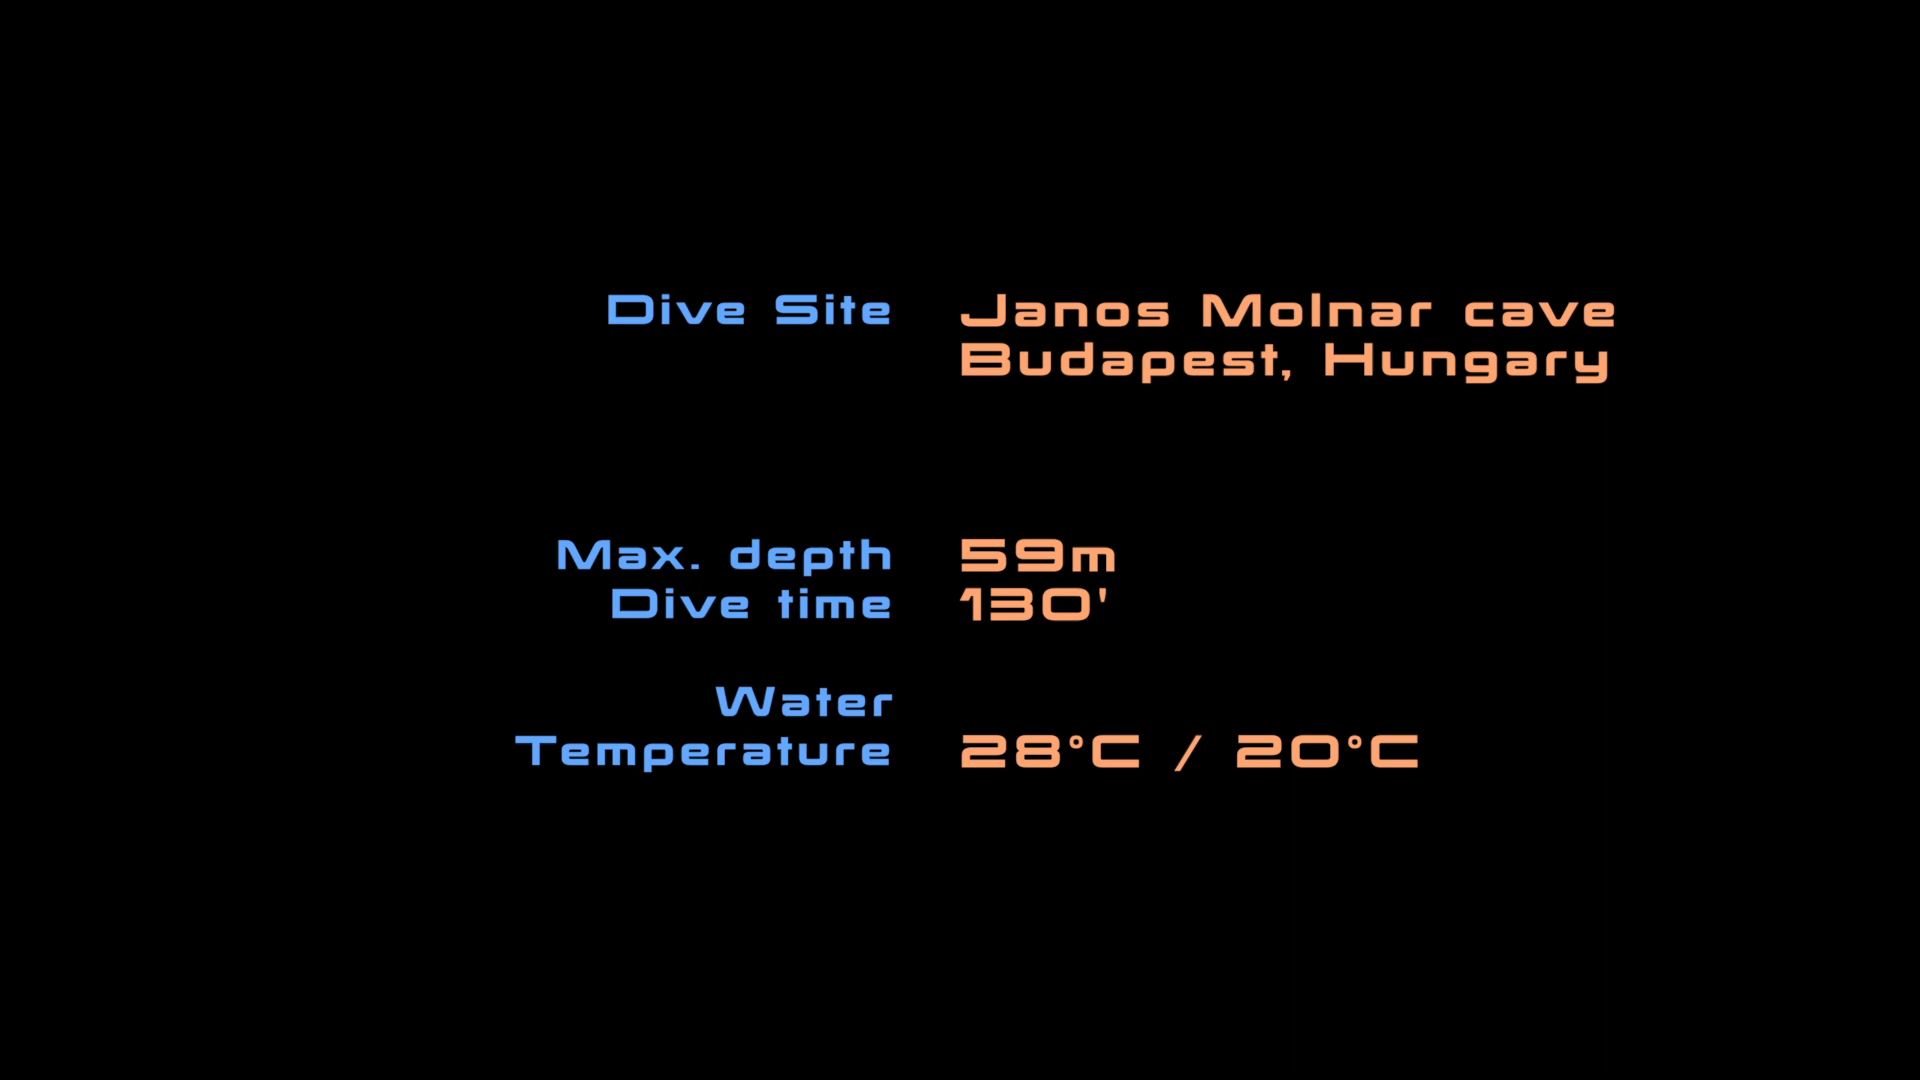 Dive Site Janos Molnar cave
Budapest, Hungary
Max. depth 59m
Dive time 130'
Water
Temperature 28°C / 20°C